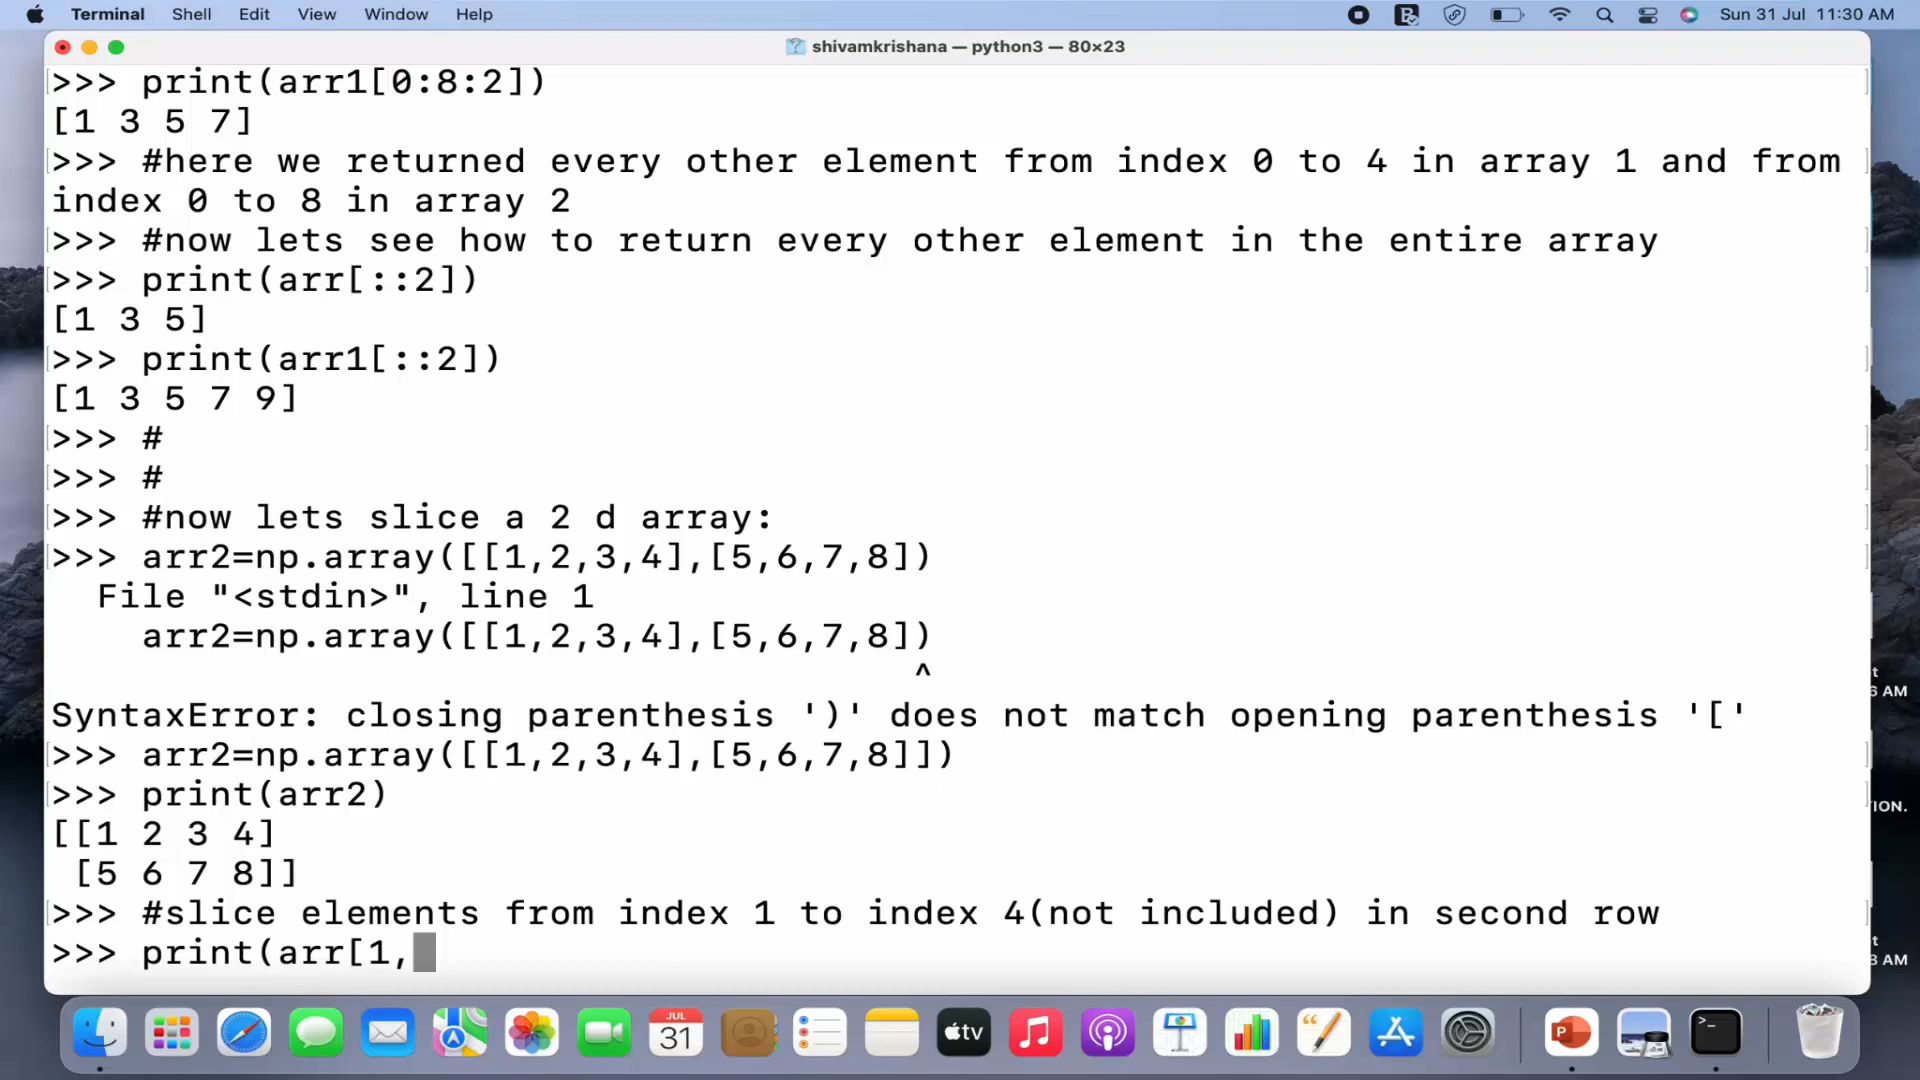 Terminal Shell Edit View Window Help Sun 31 Jul 11:30 AM
shivamkrishana — python3 — 80×23
>>> print(arr1[0:8:2])
[1 3 5 7]
>>> #here we returned every other element from index 0 to 4 in array 1 and from
index 0 to 8 in array 2
>>> #now lets see how to return every other element in the entire array
>>> print(arr[::2])
[1 3 5]
>>> print(arr1[::2])
[1 3 5 7 9]
>>> #
>>> #
>>> #now lets slice a 2 d array:
>>> arr2=np.array([[1,2,3,4],[5,6,7,8])
  File "<stdin>", line 1
    arr2=np.array([[1,2,3,4],[5,6,7,8])
                                      ^
SyntaxError: closing parenthesis ')' does not match opening parenthesis '['
>>> arr2=np.array([[1,2,3,4],[5,6,7,8]])
>>> print(arr2)
[[1 2 3 4]
 [5 6 7 8]]
>>> #slice elements from index 1 to index 4(not included) in second row
>>> print(arr[1,
JUL
31
tv